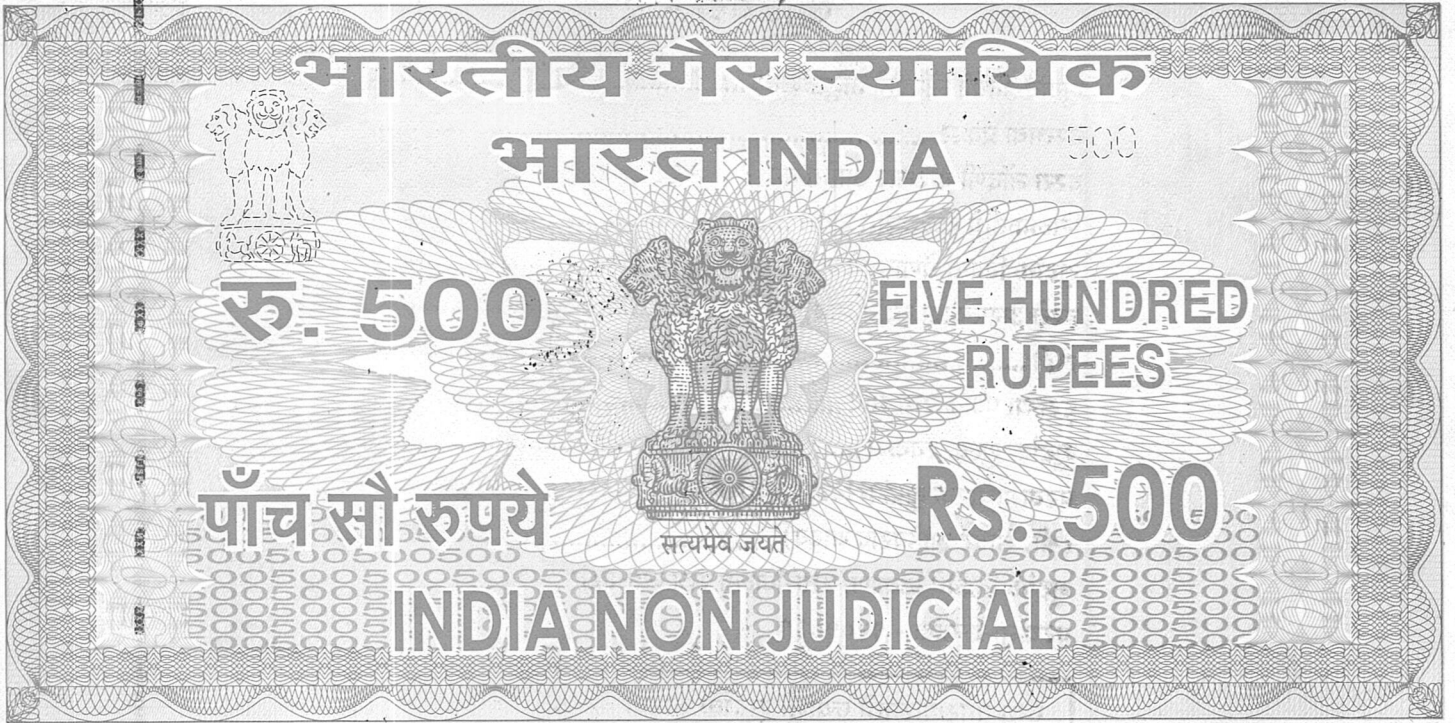 भारतीय गैर न्यायिक
भारत INDIA
500
रु. 500
FIVE HUNDRED
RUPEES
पाँच सौ रुपये
Rs. 500
सत्यमेव जयते
INDIA NON JUDICIAL